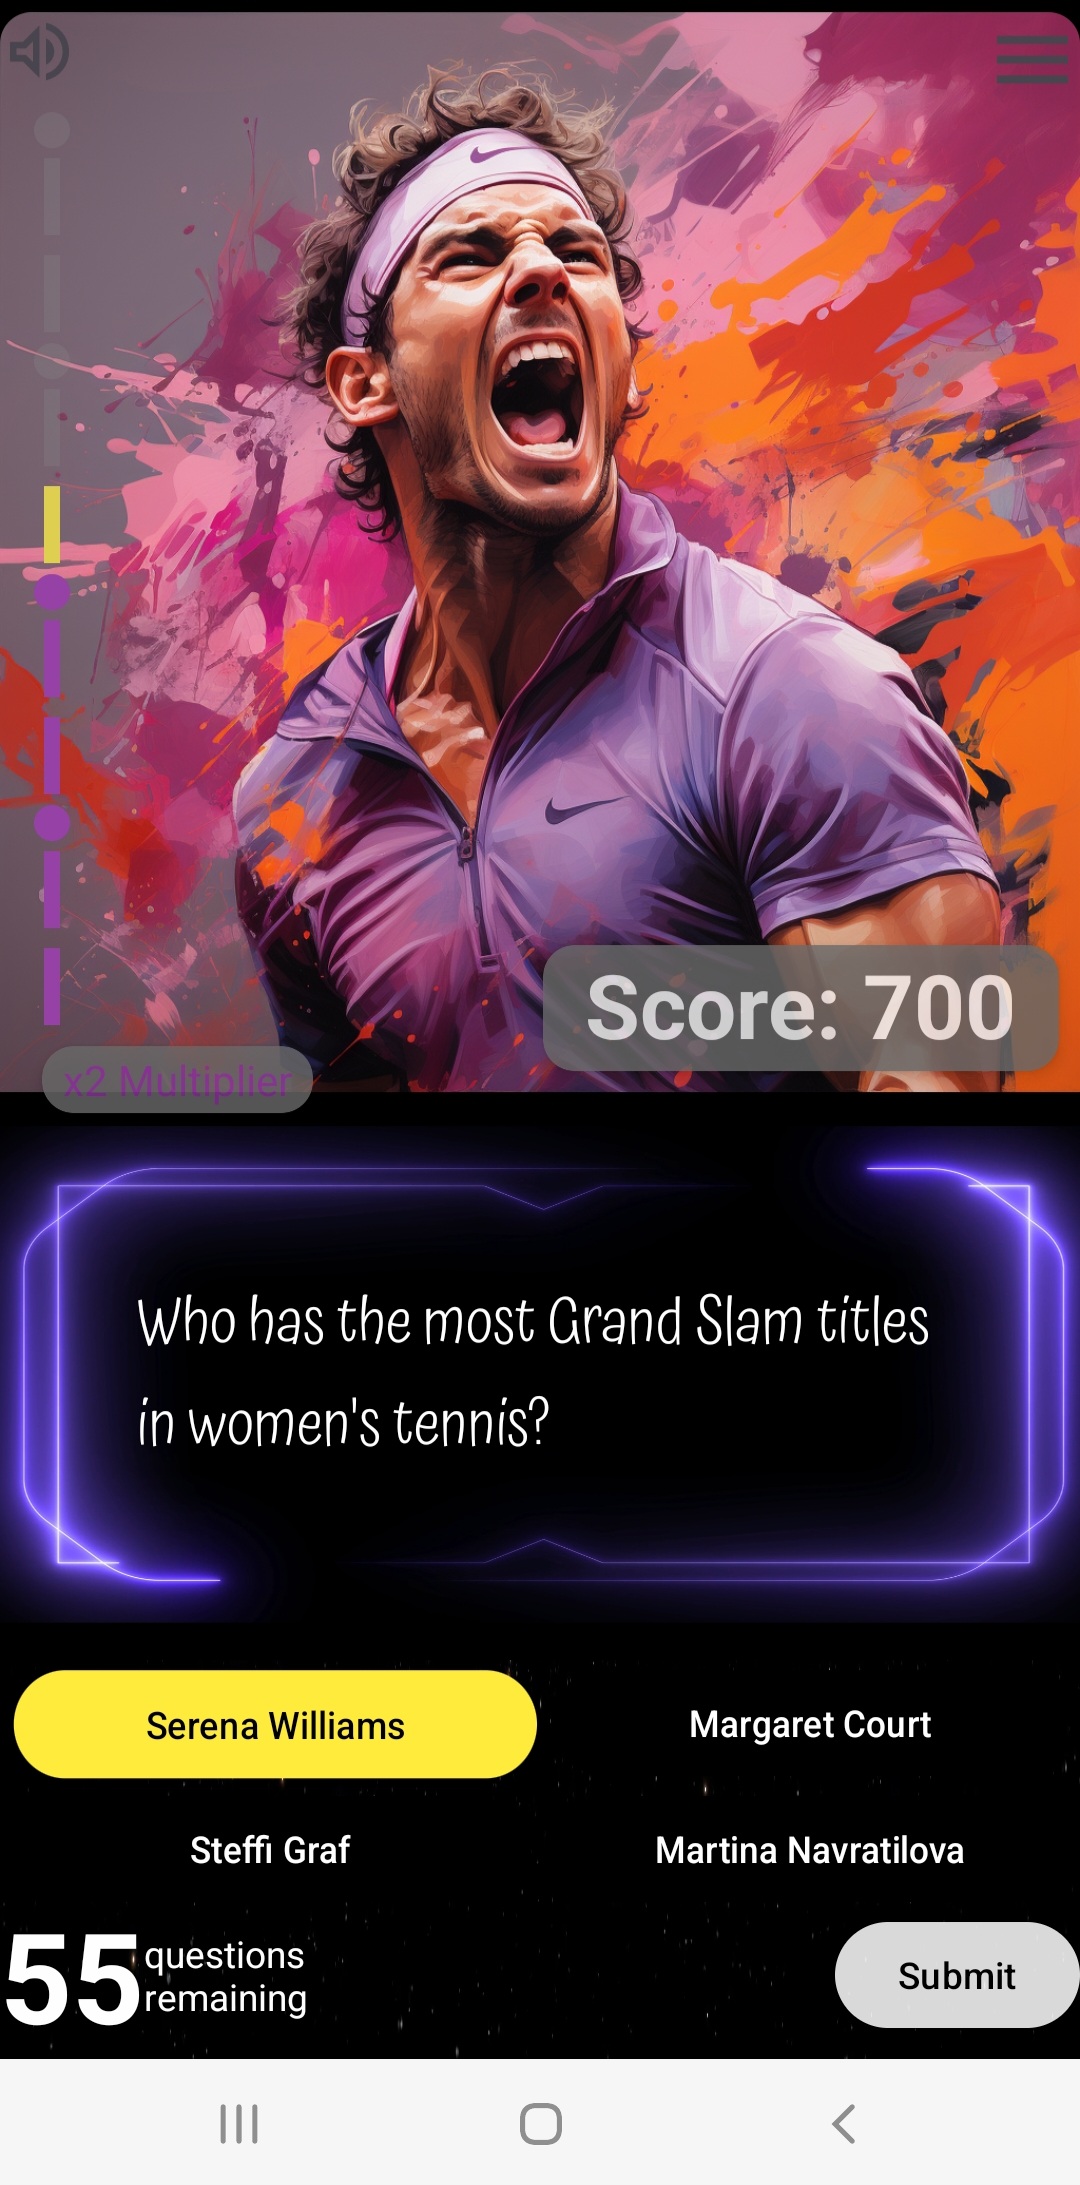 Score: 700
x2 Multiplier
Who has the most Grand Slam titles
in women's tennis?
Serena Williams
Margaret Court
Steffi Graf
Martina Navratilova
55 questions
remaining
Submit